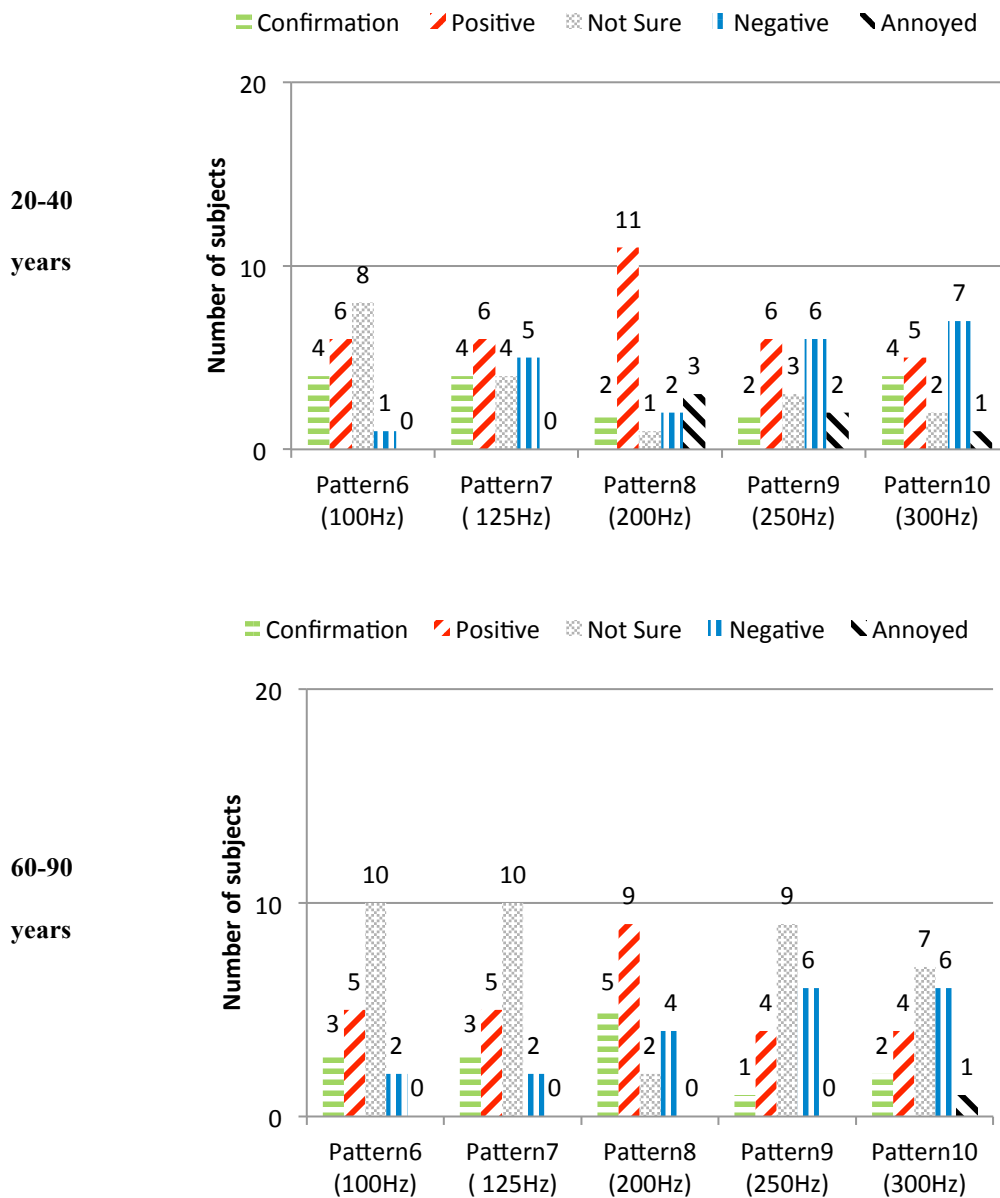 Confirmation Positive Not Sure Negative Annoyed
20-40
years
Number of subjects
20
10
0
4 6 8 1 0
4 6 4 5 0
2 11 1 2 3
2 6 3 6 2
4 5 2 7 1
Pattern6 Pattern7 Pattern8 Pattern9 Pattern10
(100Hz) ( 125Hz) (200Hz) (250Hz) (300Hz)
Confirmation Positive Not Sure Negative Annoyed
60-90
years
Number of subjects
20
10
0
3 5 10 2 0
3 5 10 2 0
5 9 2 4 0
1 4 9 6 0
2 4 7 6 1
Pattern6 Pattern7 Pattern8 Pattern9 Pattern10
(100Hz) ( 125Hz) (200Hz) (250Hz) (300Hz)